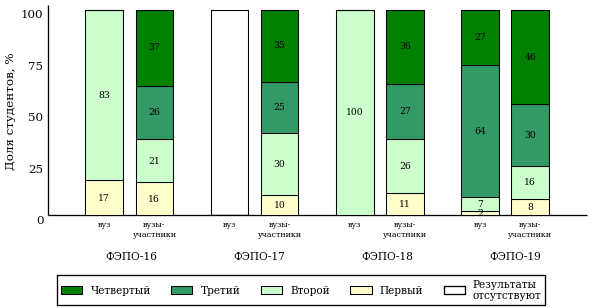 Доля студентов, %
100
75
50
25
0
83
17
37
26
21
16
35
25
30
10
100
36
27
26
11
27
64
7
2
46
30
16
8
вуз
вузы-
участники
вуз
вузы-
участники
вуз
вузы-
участники
вуз
вузы-
участники
ФЭПО-16 ФЭПО-17 ФЭПО-18 ФЭПО-19
Четвертый Третий Второй Первый Результаты
отсутствуют